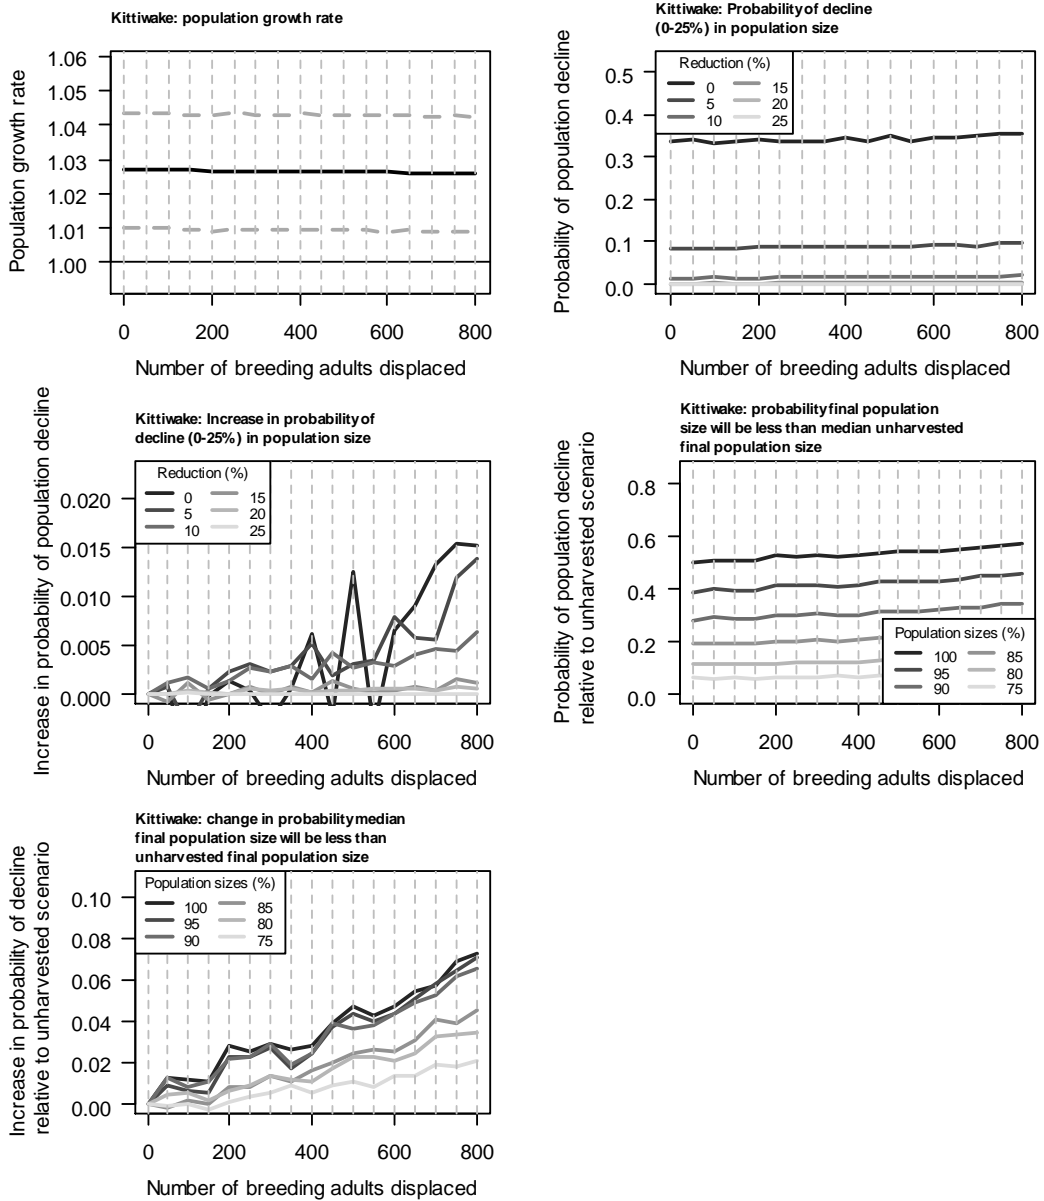 Kittiwake: population growth rate
Population growth rate
1.06
1.05
1.04
1.03
1.02
1.01
1.00
0 200 400 600 800
Number of breeding adults displaced
Kittiwake: Probability of decline
(0-25%) in population size
Probability of population decline
0.5
0.4
0.3
0.2
0.1
0.0
Reduction (%)
0 15
5 20
10 25
0 200 400 600 800
Number of breeding adults displaced
Kittiwake: Increase in probability of
decline (0-25%) in population size
Increase in probability of population decline
0.020
0.015
0.010
0.005
0.000
Reduction (%)
0 15
5 20
10 25
0 200 400 600 800
Number of breeding adults displaced
Kittiwake: probability final population
size will be less than median unharvested
final population size
Probability of population decline
relative to unharvested scenario
0.8
0.6
0.4
0.2
0.0
Population sizes (%)
100 85
95 80
90 75
0 200 400 600 800
Number of breeding adults displaced
Kittiwake: change in probability median
final population size will be less than
unharvested final population size
Increase in probability of decline
relative to unharvested scenario
0.10
0.08
0.06
0.04
0.02
0.00
Population sizes (%)
100 85
95 80
90 75
0 200 400 600 800
Number of breeding adults displaced